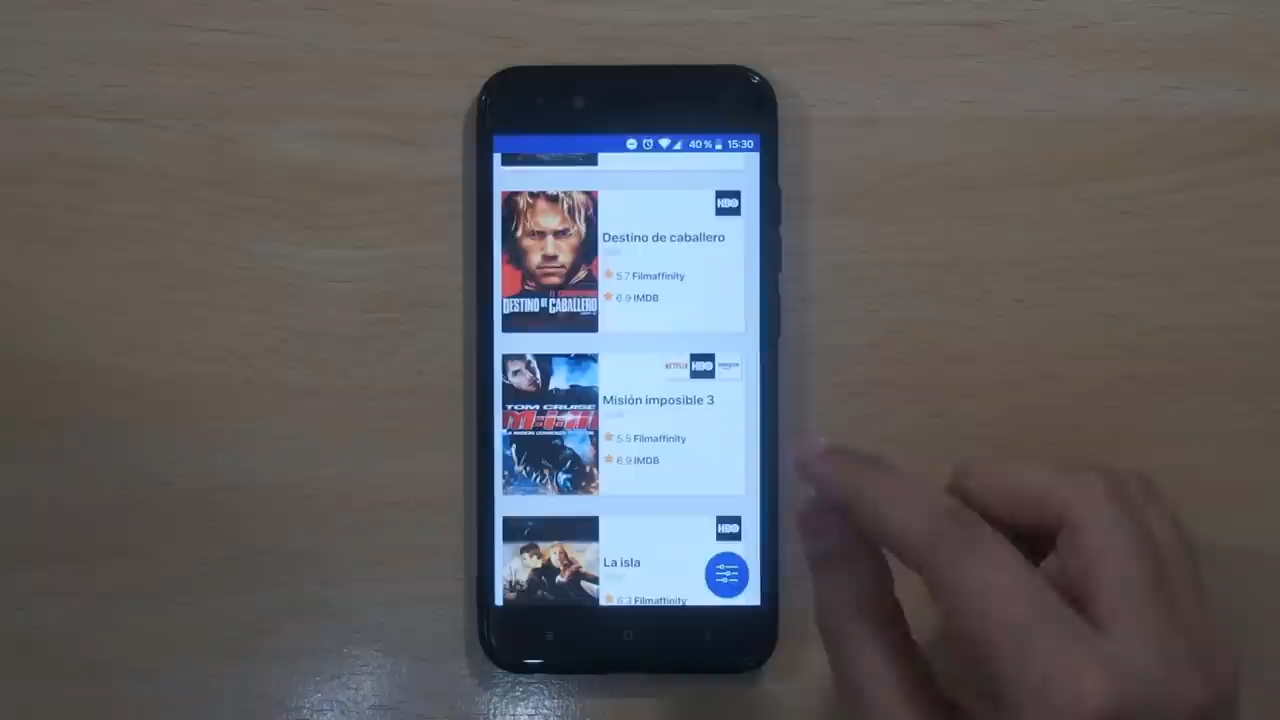 40 % 15:30
HBO
Destino de caballero
5.7 Filmaffinity
6.9 IMDB
DESTINO DE CABALLERO
NETFLIX HBO amazon
Misión imposible 3
TOM CRUISE
M:i:III
5.5 Filmaffinity
6.9 IMDB
HBO
La isla
6.3 Filmaffinity